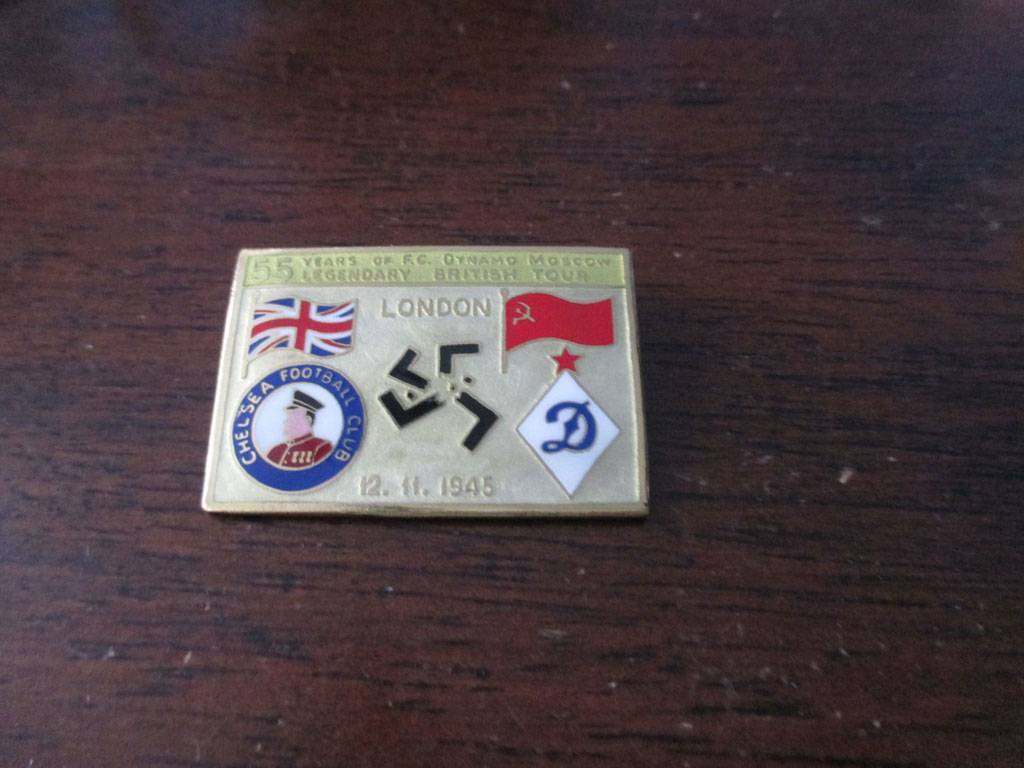 55 YEARS OF F.C. DYNAMO MOSCOW
LEGENDARY BRITISH TOUR
LONDON
CHELSEA FOOTBALL CLUB
D
12. 11. 1945